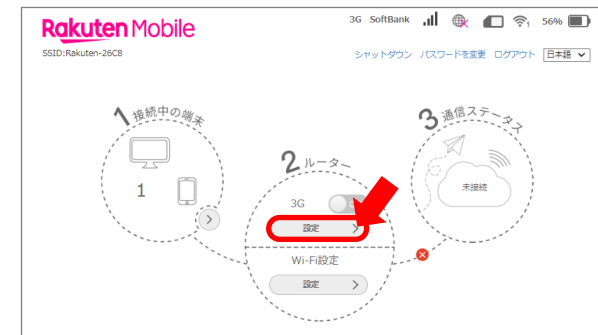 Rakuten Mobile
3G SoftBank 1 56%
SSID:Rakuten-26C8
シャットダウン パスワードを変更 ログアウト 日本語
1 接続中の端末
1
2 ルーター
3G
設定
Wi-Fi設定
設定
3 通信ステータス
未接続